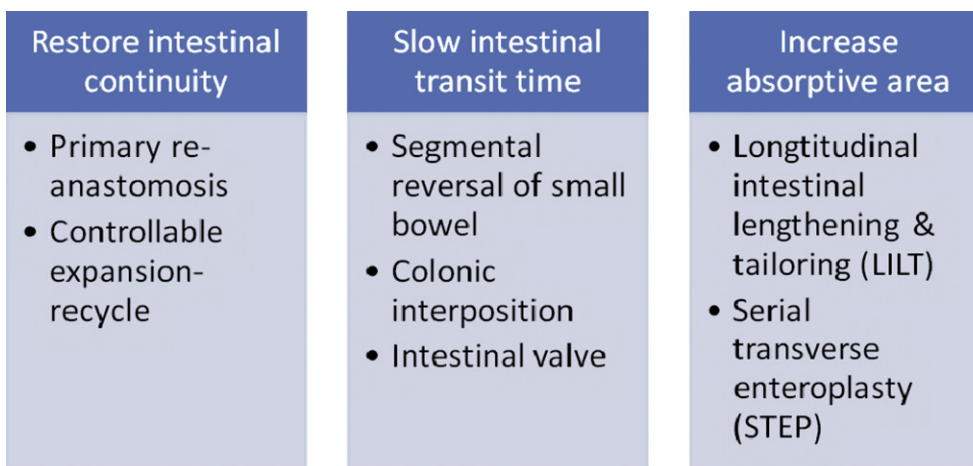 Restore intestinal
continuity
• Primary re-
anastomosis
• Controllable
expansion-
recycle
Slow intestinal
transit time
• Segmental
reversal of small
bowel
• Colonic
interposition
• Intestinal valve
Increase
absorptive area
• Longtitudinal
intestinal
lengthening &
tailoring (LILT)
• Serial
transverse
enteroplasty
(STEP)